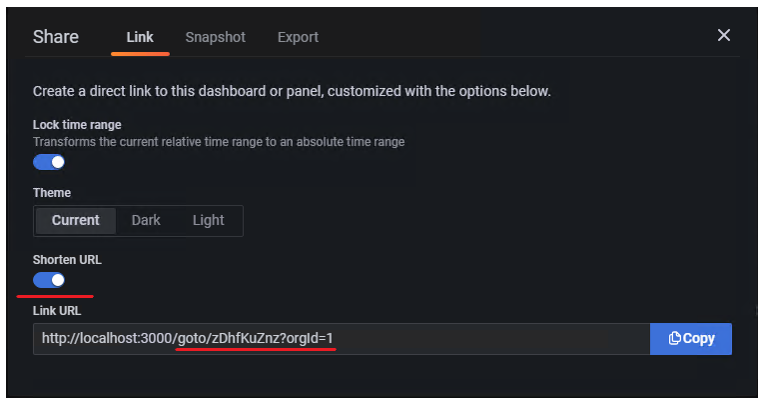 Share Link Snapshot Export
Create a direct link to this dashboard or panel, customized with the options below.
Lock time range
Transforms the current relative time range to an absolute time range
Theme
Current Dark Light
Shorten URL
Link URL
http://localhost:3000/goto/zDhfKuZnz?orgId=1 Copy